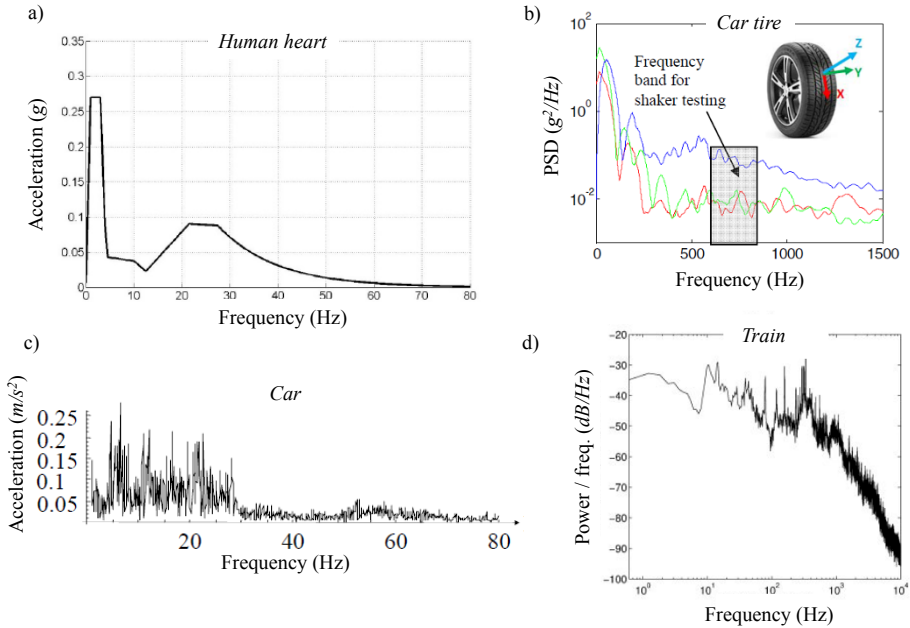 a)
Human heart
0.35
0.3
0.25
0.2
0.15
0.1
0.05
0
Acceleration (g)
0 10 20 30 40 50 60 70 80
Frequency (Hz)
b)
Car tire
10²
10⁰
10⁻²
PSD (g²/Hz)
Frequency
band for
shaker testing
Z
Y
X
0 500 1000 1500
Frequency (Hz)
c)
Car
0.25
0.2
0.15
0.1
0.05
Acceleration (m/s²)
20 40 60 80
Frequency (Hz)
d)
Train
-20
-30
-40
-50
-60
-70
-80
-90
-100
Power / freq. (dB/Hz)
10⁰ 10¹ 10² 10³ 10⁴
Frequency (Hz)